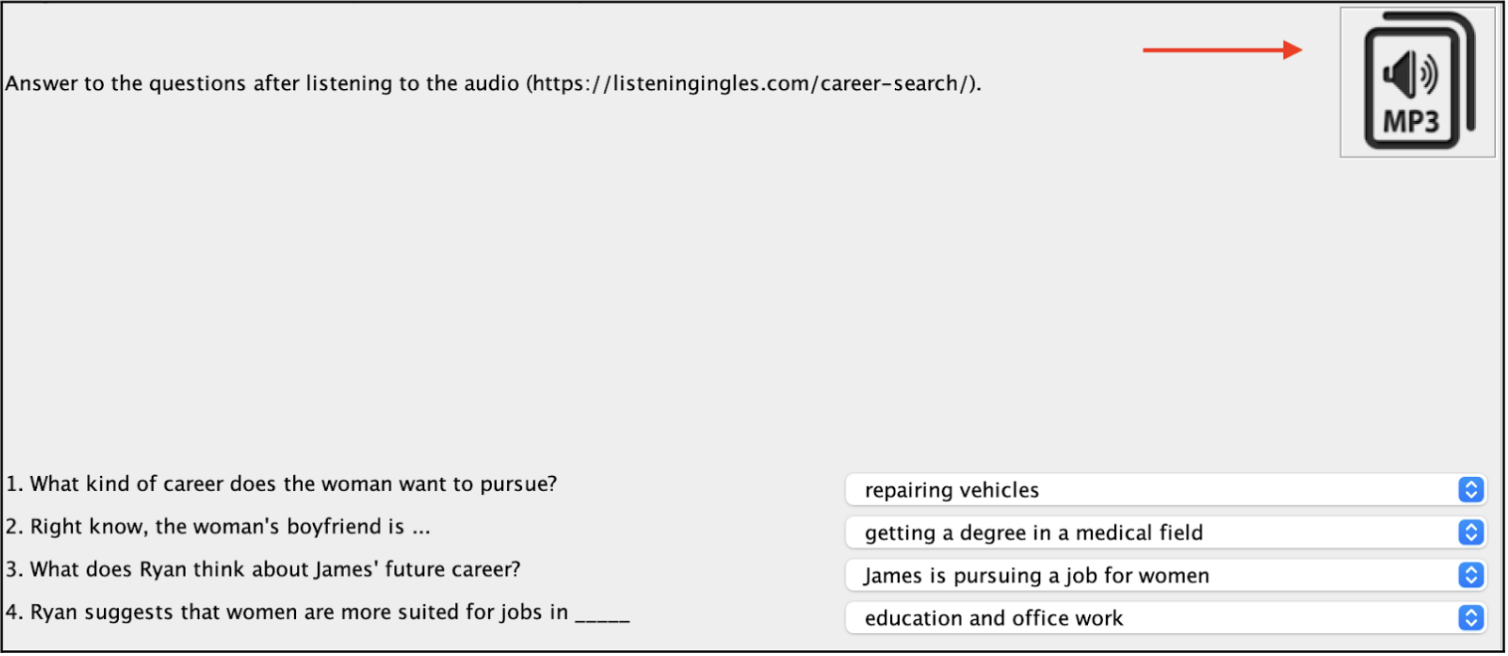 Answer to the questions after listening to the audio (https://listeningingles.com/career-search/).
MP3
1. What kind of career does the woman want to pursue?
repairing vehicles
2. Right know, the woman's boyfriend is ...
getting a degree in a medical field
3. What does Ryan think about James' future career?
James is pursuing a job for women
4. Ryan suggests that women are more suited for jobs in _____
education and office work